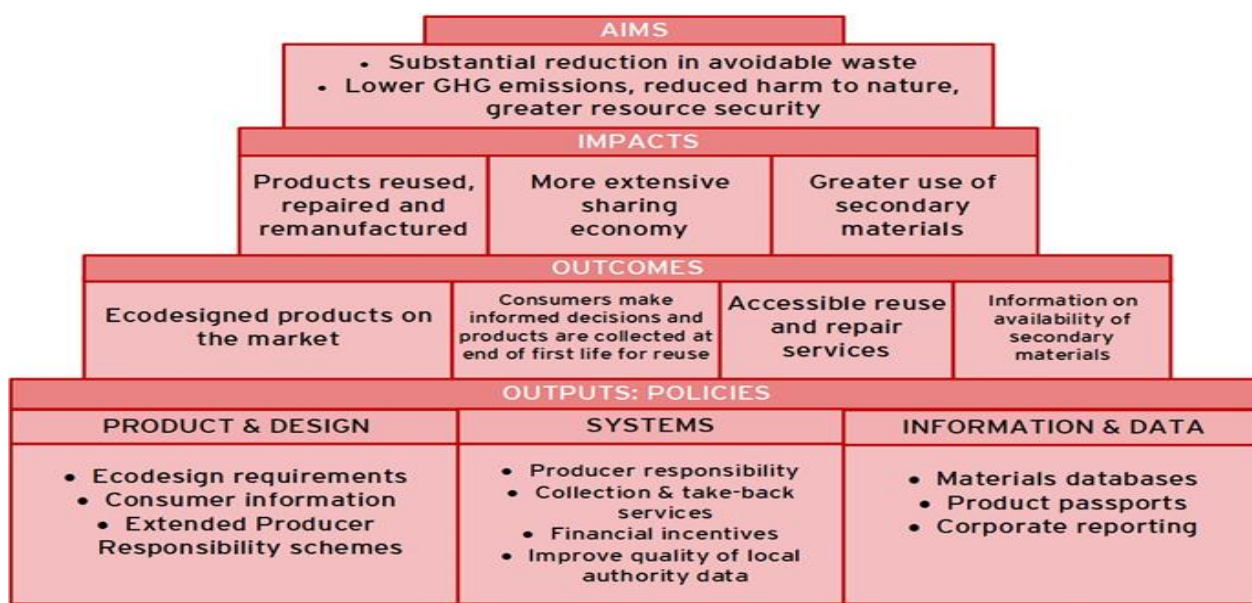 AIMS
• Substantial reduction in avoidable waste
• Lower GHG emissions, reduced harm to nature,
greater resource security
IMPACTS
Products reused,
repaired and
remanufactured
More extensive
sharing
economy
Greater use of
secondary
materials
OUTCOMES
Ecodesigned products on
the market
Consumers make
informed decisions and
products are collected at
end of first life for reuse
Accessible reuse
and repair
services
Information on
availability of
secondary
materials
OUTPUTS: POLICIES
PRODUCT & DESIGN
• Ecodesign requirements
• Consumer information
• Extended Producer
Responsibility schemes
SYSTEMS
• Producer responsibility
• Collection & take-back
services
• Financial incentives
• Improve quality of local
authority data
INFORMATION & DATA
• Materials databases
• Product passports
• Corporate reporting